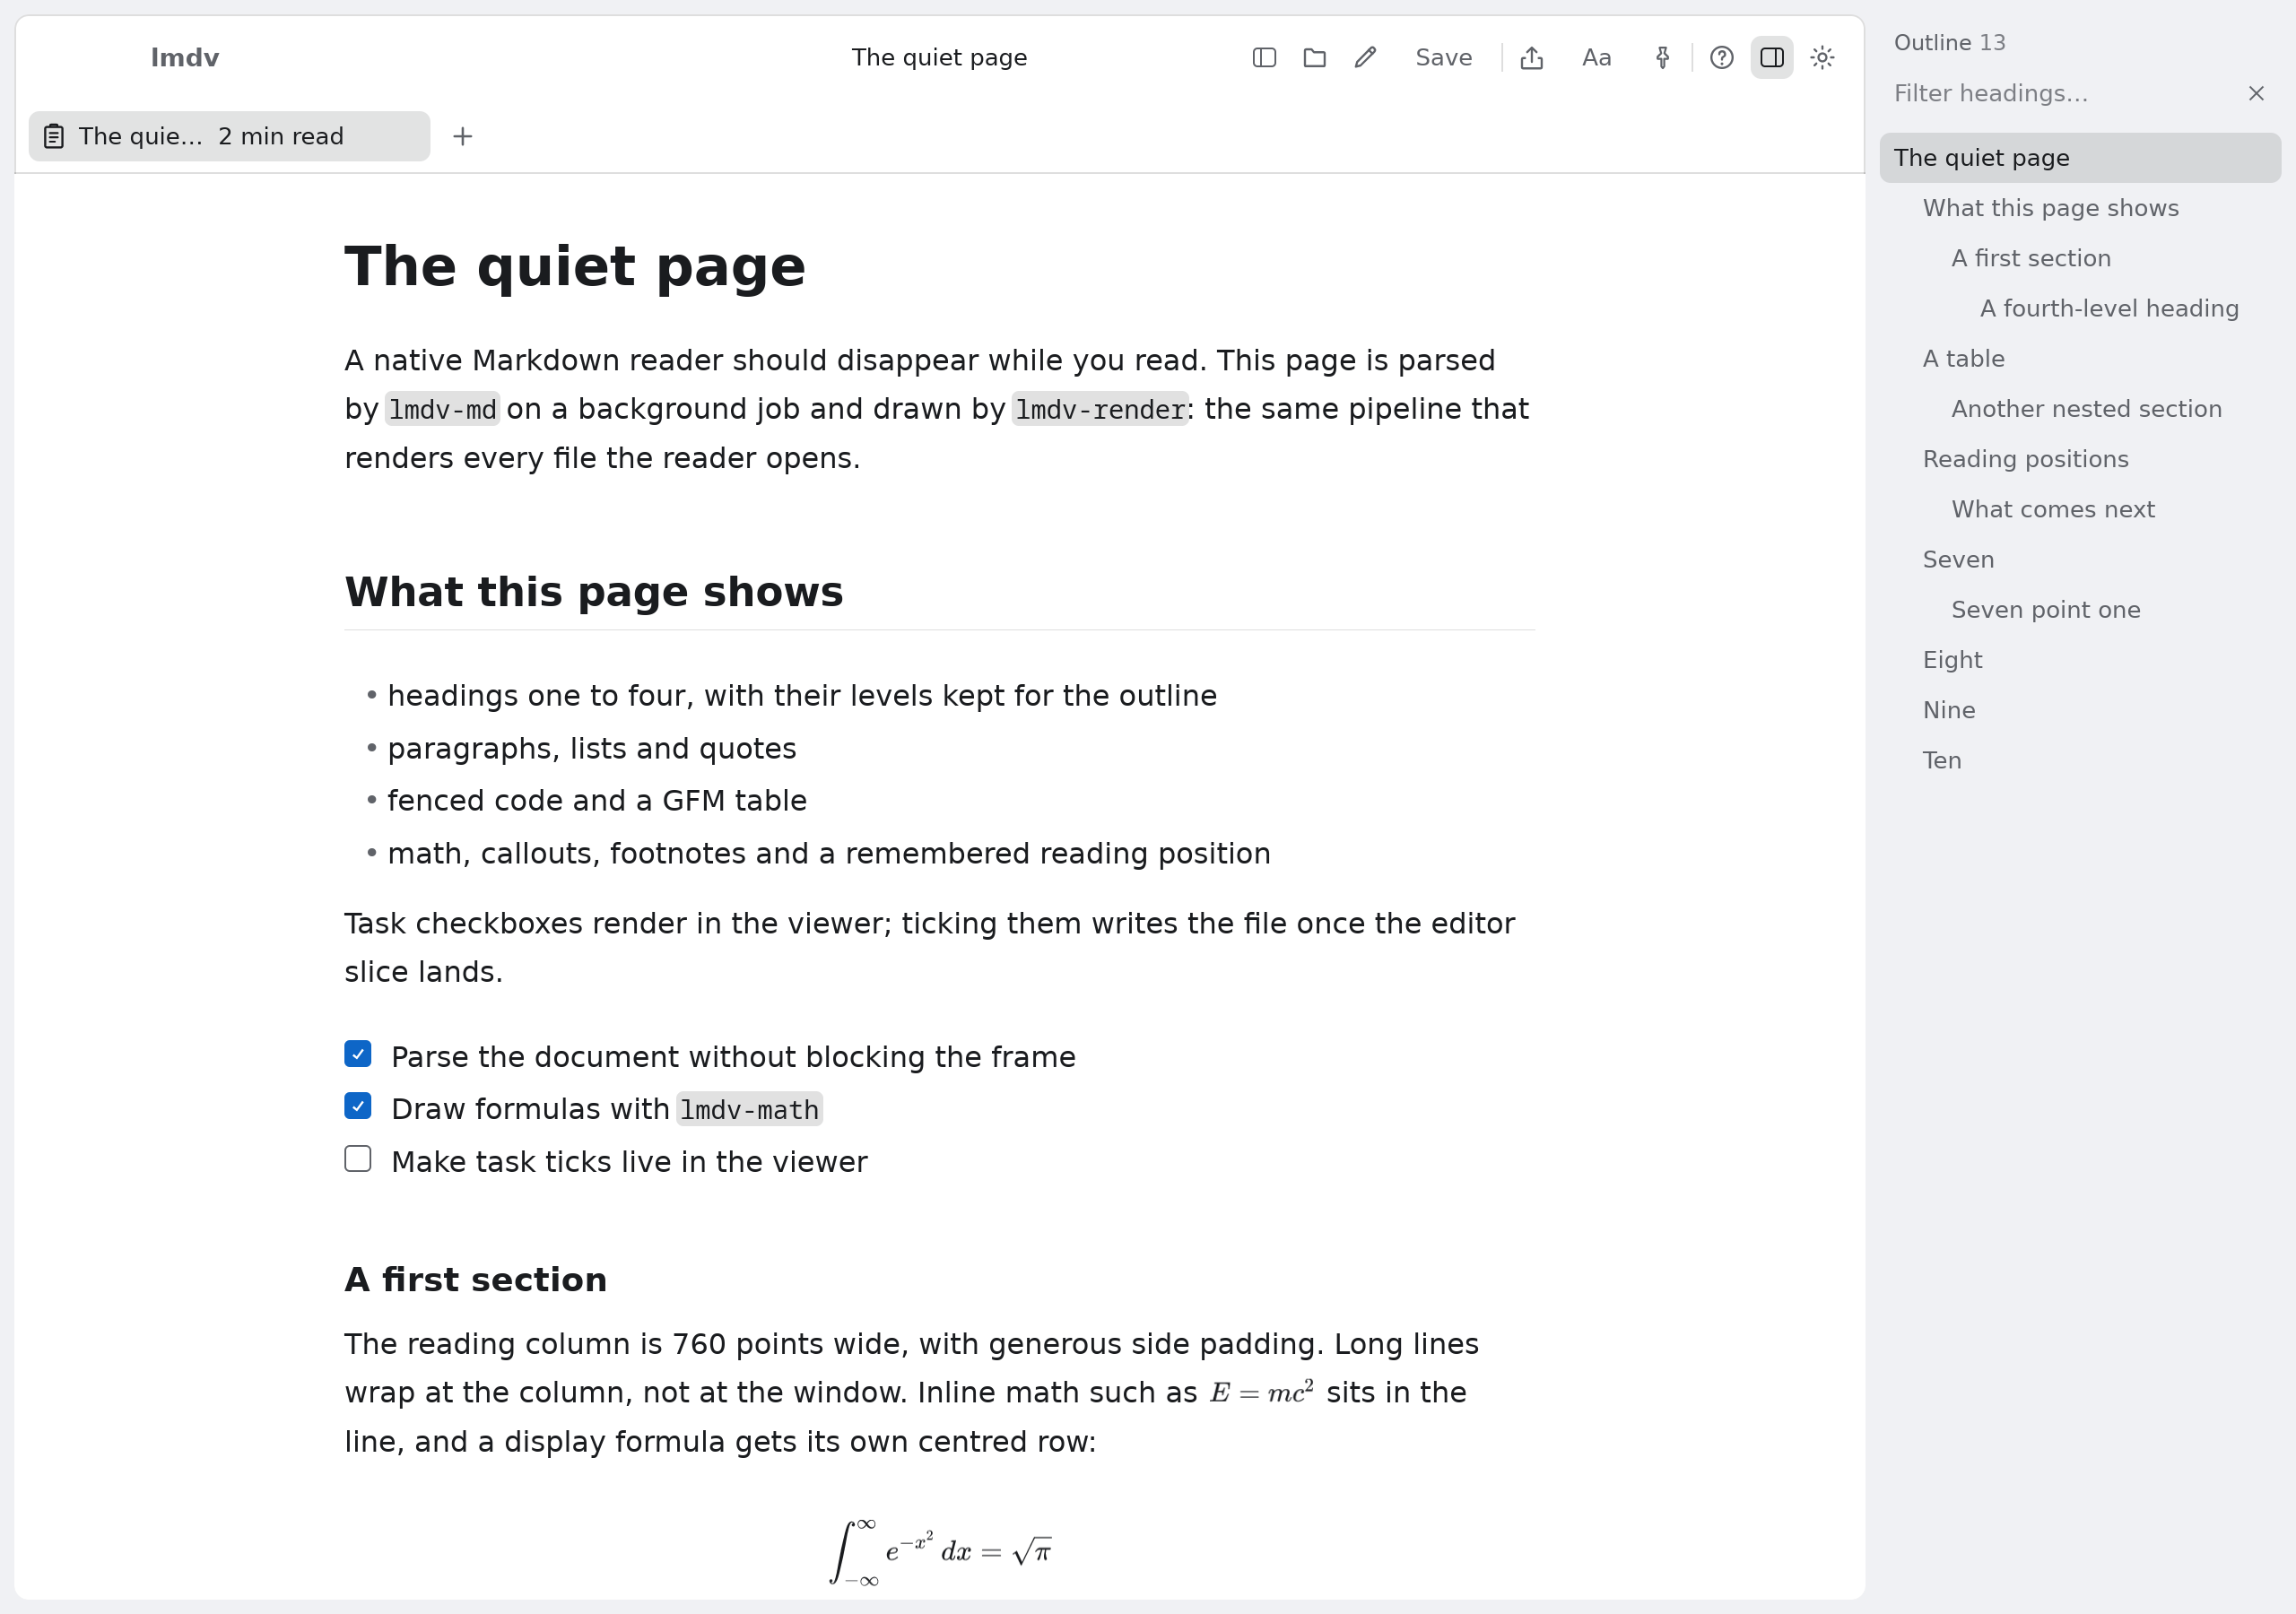 lmdv
The quiet page
Save
Aa
The quie... 2 min read
The quiet page
A native Markdown reader should disappear while you read. This page is parsed
by lmdv-md on a background job and drawn by lmdv-render: the same pipeline that
renders every file the reader opens.
What this page shows
• headings one to four, with their levels kept for the outline
• paragraphs, lists and quotes
• fenced code and a GFM table
• math, callouts, footnotes and a remembered reading position
Task checkboxes render in the viewer; ticking them writes the file once the editor
slice lands.
Parse the document without blocking the frame
Draw formulas with lmdv-math
Make task ticks live in the viewer
A first section
The reading column is 760 points wide, with generous side padding. Long lines
wrap at the column, not at the window. Inline math such as E = mc² sits in the
line, and a display formula gets its own centred row:
∫_{-∞}^{∞} e^{-x²} dx = √π
Outline 13
Filter headings...
The quiet page
What this page shows
A first section
A fourth-level heading
A table
Another nested section
Reading positions
What comes next
Seven
Seven point one
Eight
Nine
Ten